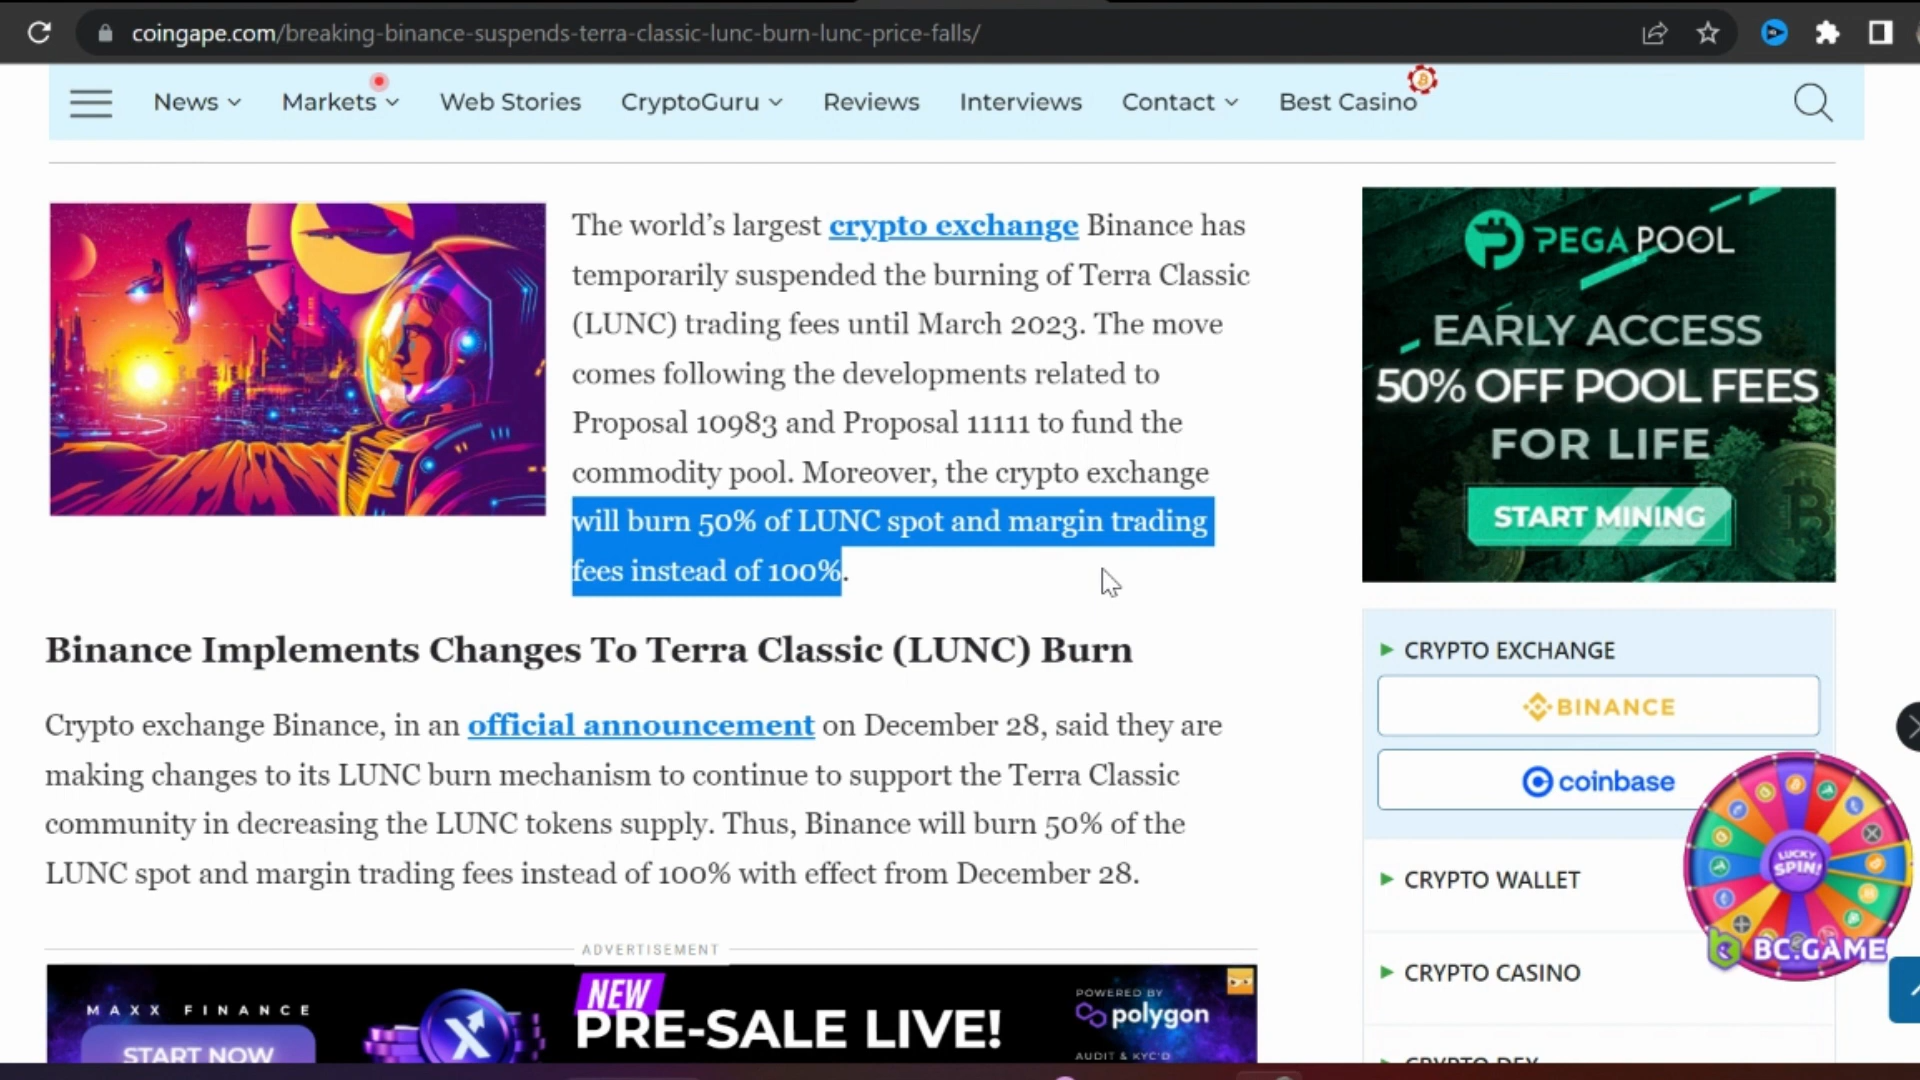 coingape.com/breaking-binance-suspends-terra-classic-lunc-burn-lunc-price-falls/
News Markets Web Stories CryptoGuru Reviews Interviews Contact Best Casino
The world’s largest crypto exchange Binance has
temporarily suspended the burning of Terra Classic
(LUNC) trading fees until March 2023. The move
comes following the developments related to
Proposal 10983 and Proposal 11111 to fund the
commodity pool. Moreover, the crypto exchange
will burn 50% of LUNC spot and margin trading
fees instead of 100%.
Binance Implements Changes To Terra Classic (LUNC) Burn
Crypto exchange Binance, in an official announcement on December 28, said they are
making changes to its LUNC burn mechanism to continue to support the Terra Classic
community in decreasing the LUNC tokens supply. Thus, Binance will burn 50% of the
LUNC spot and margin trading fees instead of 100% with effect from December 28.
ADVERTISEMENT
MAXX FINANCE
START NOW
NEW
PRE-SALE LIVE!
POWERED BY
polygon
AUDIT & KYC'D
PEGA POOL
EARLY ACCESS
50% OFF POOL FEES
FOR LIFE
START MINING
CRYPTO EXCHANGE
BINANCE
coinbase
CRYPTO WALLET
CRYPTO CASINO
CRYPTO DEX
LUCKY
SPIN!
BC.GAME